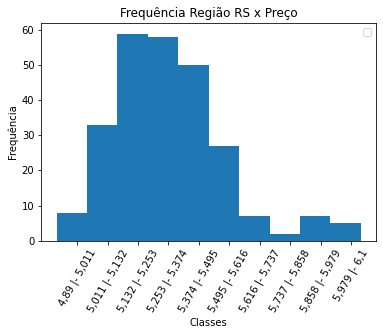 Frequência Região RS x Preço
Frequência
60
50
40
30
20
10
0
4,89 |- 5,011
5,011 |- 5,132
5,132 |- 5,253
5,253 |- 5,374
5,374 |- 5,495
5,495 |- 5,616
5,616 |- 5,737
5,737 |- 5,858
5,858 |- 5,979
5,979 |- 6,1
Classes